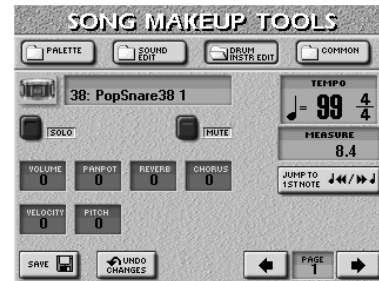 SONG MAKEUP TOOLS
PALETTE
SOUND
EDIT
DRUM
INSTR EDIT
COMMON
38: PopSnare38 1
TEMPO
= 99 4/4
SOLO
MUTE
MEASURE
8.4
VOLUME PANPOT REVERB CHORUS
0 0 0 0
JUMP TO
1ST NOTE
VELOCITY PITCH
0 0
SAVE
UNDO
CHANGES
PAGE
1